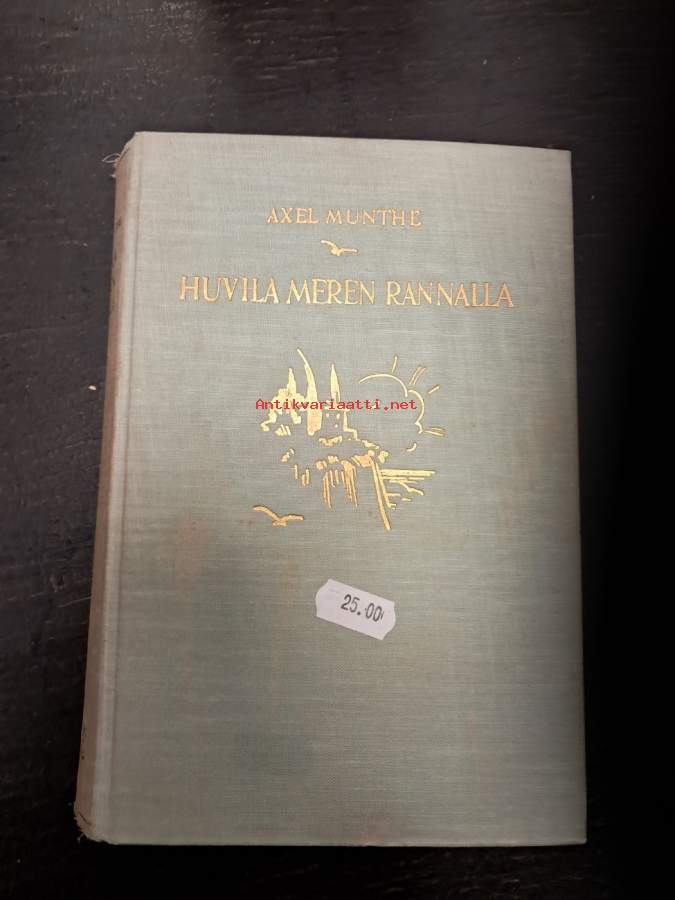 AXEL MUNTHE
HUVILA MEREN RANNALLA
Antikvariaatti.net
25.00